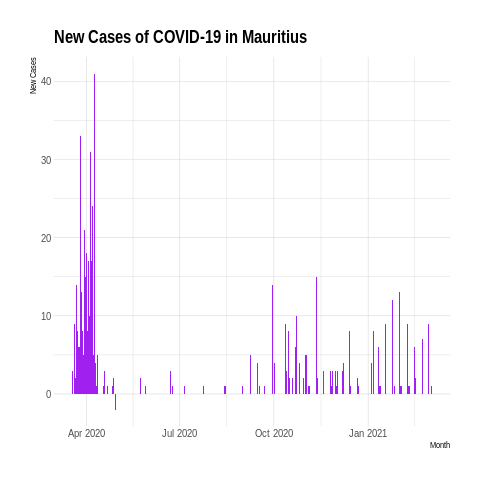 New Cases of COVID-19 in Mauritius
New Cases
40
30
20
10
0
Apr 2020 Jul 2020 Oct 2020 Jan 2021
Month